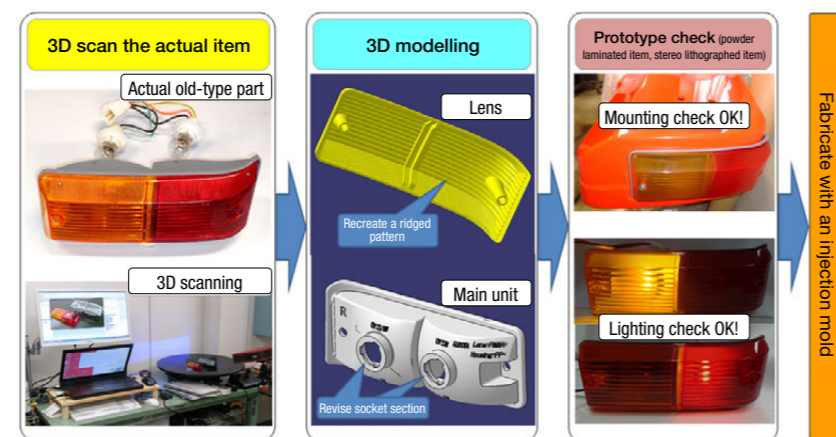 3D scan the actual item
Actual old-type part
3D scanning
3D modelling
Lens
Recreate a ridged
pattern
Main unit
R
L
Revise socket section
Prototype check (powder
laminated item, stereo lithographed item)
Mounting check OK!
Lighting check OK!
Fabricate with an injection mold